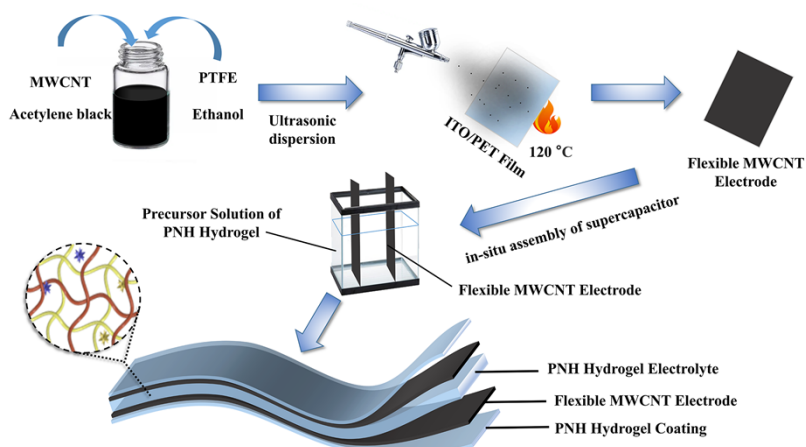 MWCNT
Acetylene black
PTFE
Ethanol
Ultrasonic
dispersion
ITO/PET Film
120 °C
Flexible MWCNT
Electrode
in-situ assembly of supercapacitor
Precursor Solution of
PNH Hydrogel
Flexible MWCNT Electrode
PNH Hydrogel Electrolyte
Flexible MWCNT Electrode
PNH Hydrogel Coating